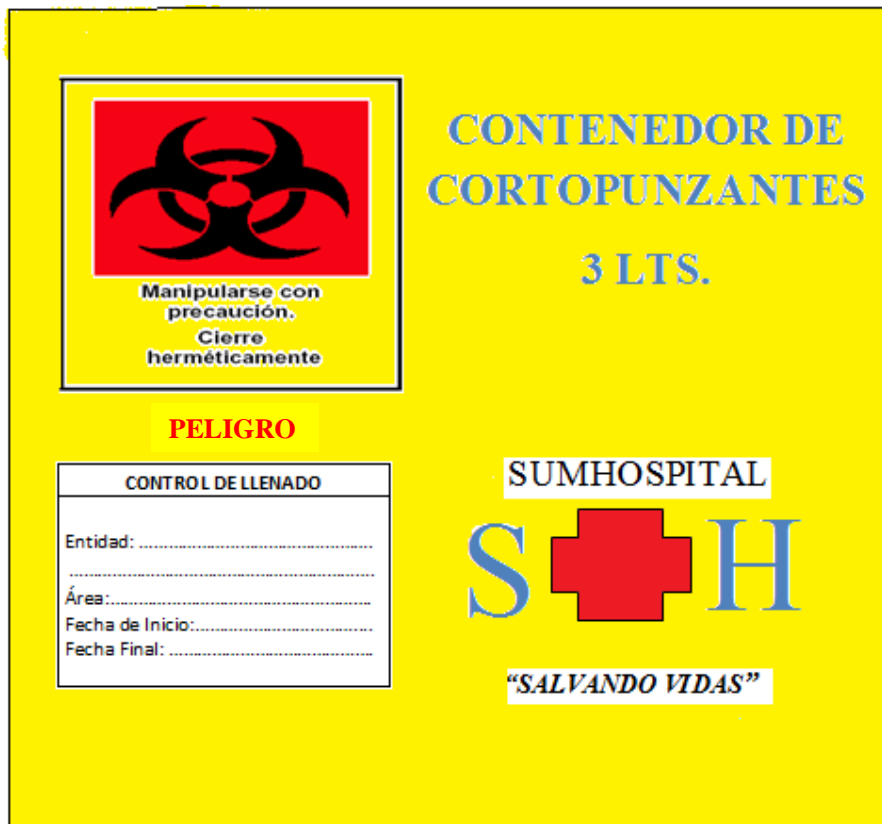 CONTENEDOR DE
CORTOPUNZANTES
3 LTS.
Manipularse con
precaución.
Cierre
herméticamente
PELIGRO
CONTROL DE LLENADO
Entidad: ..........................................................
............................................................................
Área:.................................................................
Fecha de Inicio:............................................
Fecha Final: ...................................................
SUMHOSPITAL
S H
“SALVANDO VIDAS”